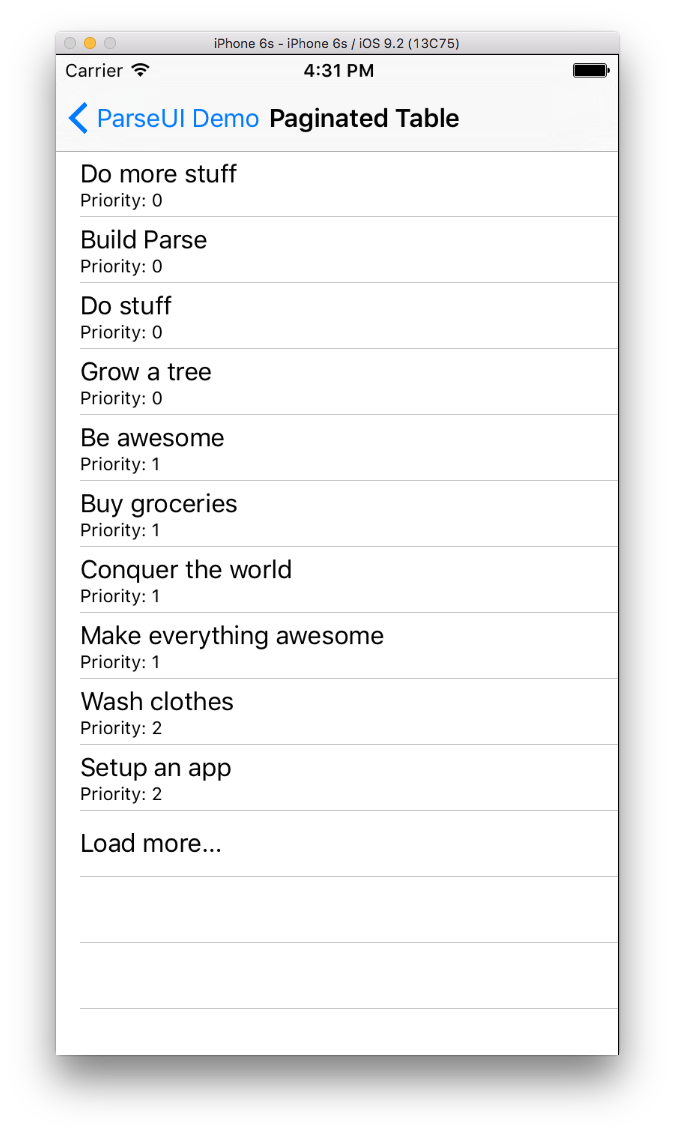 iPhone 6s - iPhone 6s / iOS 9.2 (13C75)
Carrier 4:31 PM
ParseUI Demo Paginated Table
Do more stuff
Priority: 0
Build Parse
Priority: 0
Do stuff
Priority: 0
Grow a tree
Priority: 0
Be awesome
Priority: 1
Buy groceries
Priority: 1
Conquer the world
Priority: 1
Make everything awesome
Priority: 1
Wash clothes
Priority: 2
Setup an app
Priority: 2
Load more...